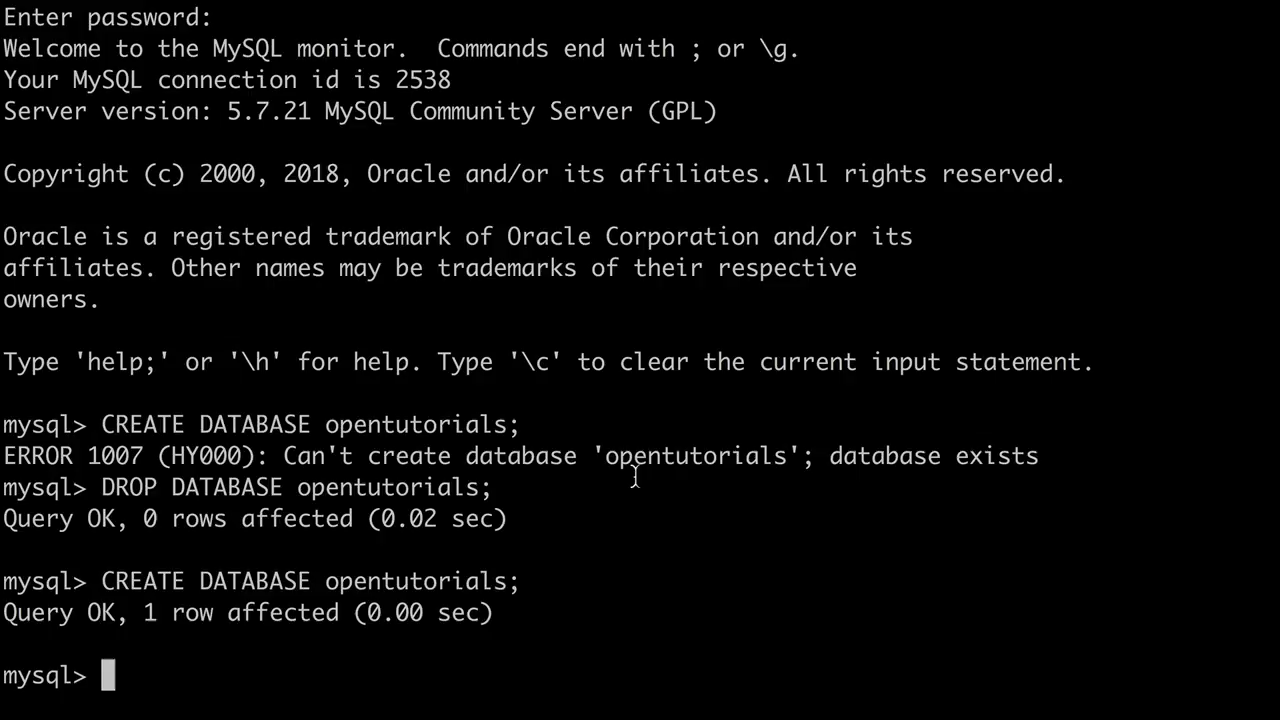 Enter password:
Welcome to the MySQL monitor.  Commands end with ; or \g.
Your MySQL connection id is 2538
Server version: 5.7.21 MySQL Community Server (GPL)
Copyright (c) 2000, 2018, Oracle and/or its affiliates. All rights reserved.
Oracle is a registered trademark of Oracle Corporation and/or its
affiliates. Other names may be trademarks of their respective
owners.
Type 'help;' or '\h' for help. Type '\c' to clear the current input statement.
mysql> CREATE DATABASE opentutorials;
ERROR 1007 (HY000): Can't create database 'opentutorials'; database exists
mysql> DROP DATABASE opentutorials;
Query OK, 0 rows affected (0.02 sec)
mysql> CREATE DATABASE opentutorials;
Query OK, 1 row affected (0.00 sec)
mysql>